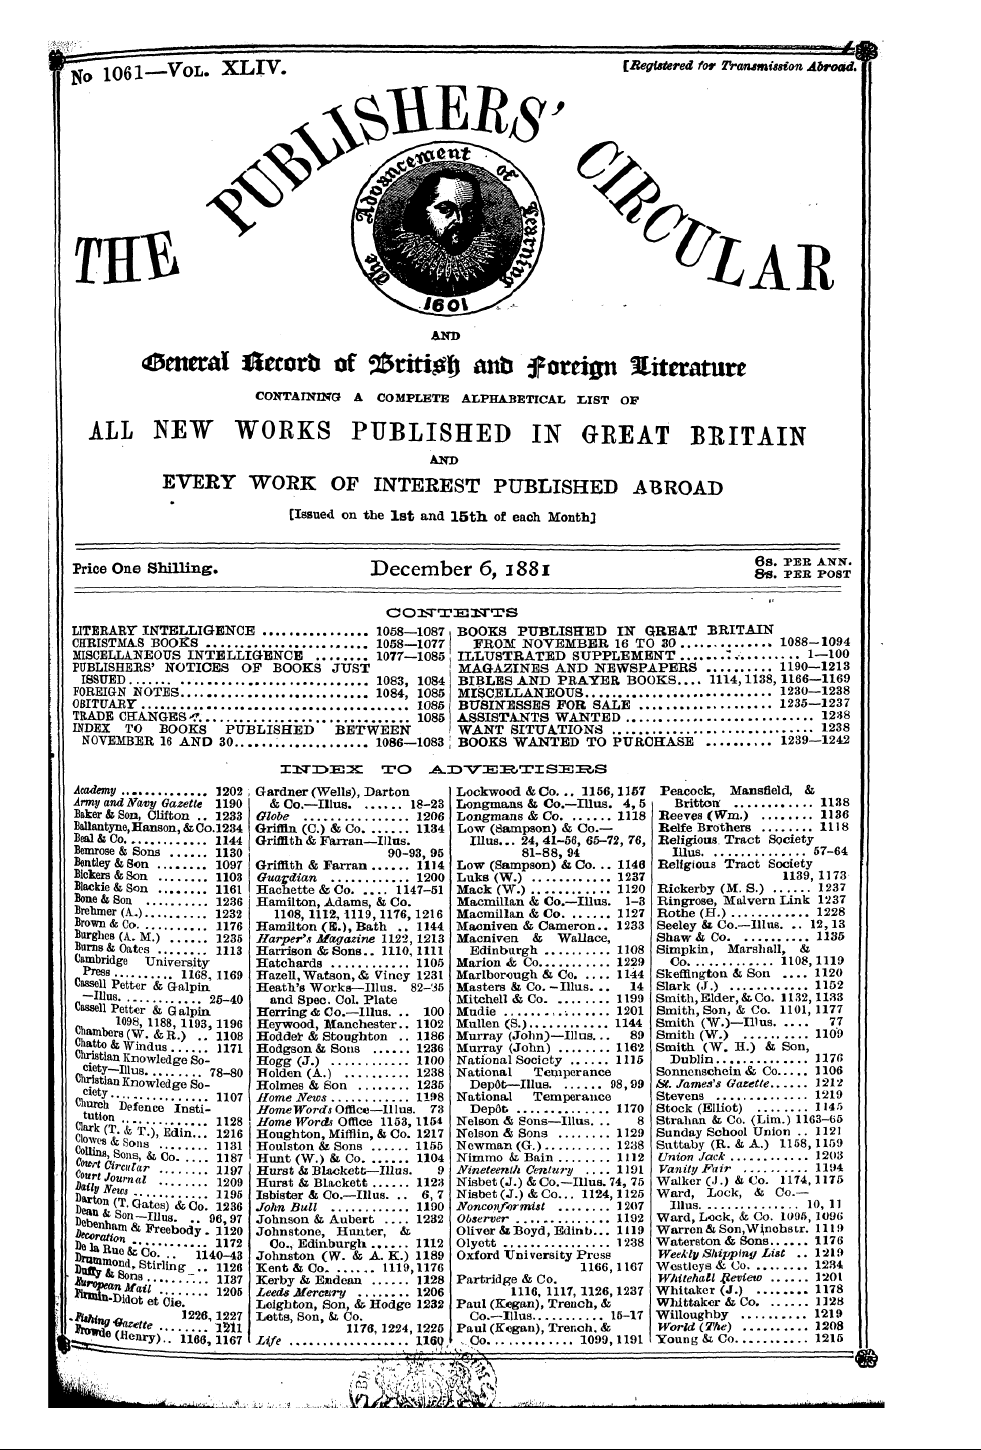 No 1061—VOL. XLIV.
[Registered for Transmission Abroad.
THE PUBLISHERS' CIRCULAR
The Advancement of Learning
1601
AND
General Record of British and Foreign Literature
CONTAINING A COMPLETE ALPHABETICAL LIST OF
ALL NEW WORKS PUBLISHED IN GREAT BRITAIN
AND
EVERY WORK OF INTEREST PUBLISHED ABROAD
[Issued on the 1st and 15th of each Month]
Price One Shilling.
December 6, 1881
6s. PER ANN.
8s. PER POST
CONTENTS
LITERARY INTELLIGENCE ................ 1058—1087
CHRISTMAS BOOKS ........................ 1058—1077
MISCELLANEOUS INTELLIGENCE ........ 1077—1085
PUBLISHERS' NOTICES OF BOOKS JUST
ISSUED .................................. 1083, 1084
FOREIGN NOTES............................ 1084, 1085
OBITUARY .................................. 1085
TRADE CHANGES ............................ 1085
INDEX TO BOOKS PUBLISHED BETWEEN
NOVEMBER 16 AND 30.................... 1086—1083
BOOKS PUBLISHED IN GREAT BRITAIN
FROM NOVEMBER 16 TO 30 .............. 1088—1094
ILLUSTRATED SUPPLEMENT .............. 1—100
MAGAZINES AND NEWSPAPERS .......... 1190—1213
BIBLES AND PRAYER BOOKS.... 1114, 1138, 1166—1169
MISCELLANEOUS............................ 1230—1238
BUSINESSES FOR SALE .................. 1235—1237
ASSISTANTS WANTED ...................... 1238
WANT SITUATIONS ........................ 1238
BOOKS WANTED TO PURCHASE .......... 1239—1242
INDEX TO ADVERTISERS
Academy ............ 1202
Army and Navy Gazette 1190
Baker & Son, Clifton .. 1233
Ballantyne, Hanson, & Co. 1234
Beal & Co. ............ 1144
Bemrose & Sons ...... 1130
Bentley & Son ........ 1097
Bickers & Son ........ 1103
Blackie & Son ........ 1161
Bone & Son .......... 1236
Brehmer (A.).......... 1232
Brown & Co. .......... 1176
Burghes (A. M.) ...... 1235
Burns & Oates ........ 1113
Cambridge University
Press .......... 1168, 1169
Cassell Petter & Galpin
—Illus............. 25-40
Cassell Petter & Galpin
1098, 1188, 1193, 1196
Chambers (W. & R.) .. 1108
Chatto & Windus ...... 1171
Christian Knowledge So-
ciety—Illus......... 78-80
Christian Knowledge So-
ciety ................ 1107
Church Defence Insti-
tution .............. 1128
Clark (T. & T.), Edin... 1216
Clowes & Sons ........ 1131
Collins, Sons, & Co. .... 1187
Court Circular ........ 1197
Court Journal ........ 1209
Daily News ............ 1195
Darton (T. Gates) & Co. 1236
Dean & Son—Illus. .. 96, 97
Debenham & Freebody . 1120
Decoration ............ 1172
De la Rue & Co. ... 1140-43
Drummond, Stirling .. 1126
Duffy & Sons .......... 1137
European Mail ........ 1205
Firmin-Didot et Cie.
1226, 1227
Fishing Gazette ........ 1211
Frowde (Henry).. 1166, 1167
Gardner (Wells), Darton
& Co.—Illus. ...... 18-23
Globe ................ 1206
Griffin (C.) & Co. ...... 1134
Griffith & Farran—Illus.
90-93, 95
Griffith & Farran ...... 1114
Guardian ............ 1200
Hachette & Co. .... 1147-51
Hamilton, Adams, & Co.
1108, 1112, 1119, 1176, 1216
Hamilton (E.), Bath .. 1144
Harper's Magazine 1122, 1213
Harrison & Sons.. 1110, 1111
Hatchards ............ 1105
Hazell, Watson, & Viney 1231
Heath's Works—Illus. 82-85
and Spec. Col. Plate
Herring & Co.—Illus. .. 100
Heywood, Manchester.. 1102
Hodder & Stoughton .. 1186
Hodgson & Sons ...... 1236
Hogg (J.) ............ 1100
Holden (A.) .......... 1238
Holmes & Son ........ 1235
Home News ............ 1198
Home Words Office—Illus. 73
Home Words Office 1153, 1154
Houghton, Mifflin, & Co. 1217
Houlston & Sons ...... 1155
Hunt (W.) & Co. ...... 1104
Hurst & Blackett—Illus. 9
Hurst & Blackett ...... 1123
Isbister & Co.—Illus. .. 6, 7
John Bull ............ 1190
Johnson & Aubert .... 1232
Johnstone, Hunter, &
Co., Edinburgh ...... 1112
Johnston (W. & A. K.) 1189
Kent & Co. ...... 1119, 1176
Kerby & Endean ...... 1128
Leeds Mercury ........ 1206
Leighton, Son, & Hodge 1232
Letts, Son, & Co.
1176, 1224, 1225
Life .................. 1160
Lockwood & Co. .. 1156, 1157
Longmans & Co.—Illus. 4, 5
Longmans & Co. ...... 1118
Low (Sampson) & Co.—
Illus... 24, 41-56, 65-72, 76,
81-88, 94
Low (Sampson) & Co. .. 1146
Luks (W.) ............ 1237
Mack (W.) ............ 1120
Macmillan & Co.—Illus. 1-3
Macmillan & Co. ...... 1127
Macniven & Cameron.. 1233
Macniven & Wallace,
Edinburgh .......... 1108
Marion & Co........... 1229
Marlborough & Co. .... 1144
Masters & Co.—Illus. ... 14
Mitchell & Co. ........ 1199
Mudie ................ 1201
Mullen (S.)............ 1144
Murray (John)—Illus... 89
Murray (John) ........ 1162
National Society ...... 1115
National Temperance
Depôt—Illus. ...... 98, 99
National Temperance
Depôt .............. 1170
Nelson & Sons—Illus. .. 8
Nelson & Sons ........ 1129
Newman (G.).......... 1238
Nimmo & Bain ........ 1112
Nineteenth Century .... 1191
Nisbet (J.) & Co.—Illus. 74, 75
Nisbet (J.) & Co... 1124, 1125
Nonconformist ........ 1207
Observer .............. 1192
Oliver & Boyd, Edinb... 1119
Olyett ................ 1238
Oxford University Press
1166, 1167
Partridge & Co.
1116, 1117, 1126, 1237
Paul (Kegan), Trench, &
Co.—Illus........... 15-17
Paul (Kegan), Trench, &
Co. ............ 1099, 1191
Peacock, Mansfield, &
Britton ............ 1138
Reeves (Wm.) ........ 1136
Relfe Brothers ........ 1118
Religious Tract Society
Illus. .............. 57-64
Religious Tract Society
1139, 1173
Rickerby (M. S.) ...... 1237
Ringrose, Malvern Link 1237
Rothe (H.) ............ 1228
Seeley & Co.—Illus. .. 12, 13
Shaw & Co. .......... 1135
Simpkin, Marshall, &
Co. ............ 1108, 1119
Skeffington & Son .... 1120
Slark (J.) ............ 1152
Smith, Elder, & Co. 1132, 1133
Smith, Son, & Co. 1101, 1177
Smith (W.)—Illus. .... 77
Smith (W.) .......... 1109
Smith (W. H.) & Son,
Dublin .............. 1176
Sonnenschein & Co..... 1106
St. James's Gazette...... 1212
Stevens .............. 1219
Stock (Elliot) ........ 1145
Strahan & Co. (Lim.) 1163-65
Sunday School Union .. 1121
Suttaby (R. & A.) 1158, 1159
Union Jack ............ 1203
Vanity Fair .......... 1194
Walker (J.) & Co. 1174, 1175
Ward, Lock, & Co.—
Illus. .............. 10, 11
Ward, Lock, & Co. 1095, 1096
Warren & Son, Winchstr. 1119
Waterston & Sons...... 1176
Weekly Shipping List .. 1219
Westleys & Co. ........ 1234
Whitehall Review ...... 1201
Whitaker (J.) ........ 1178
Whittaker & Co. ...... 1128
Willoughby .......... 1219
World (The) .......... 1208
Young & Co. .......... 1215